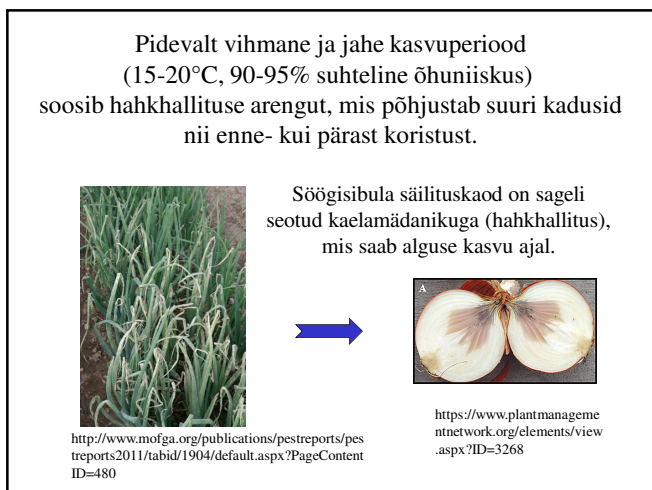 Pidevalt vihmane ja jahe kasvuperiood
(15-20°C, 90-95% suhteline õhuniiskus)
soosib hahkhallituse arengut, mis põhjustab suuri kadusid
nii enne- kui pärast koristust.
Söögisibula säilituskaod on sageli
seotud kaelamädanikuga (hahkhallitus),
mis saab alguse kasvu ajal.
A
http://www.mofga.org/publications/pestreports/pes
treports2011/tabid/1904/default.aspx?PageContent
ID=480
https://www.plantmanageme
ntnetwork.org/elements/view
.aspx?ID=3268